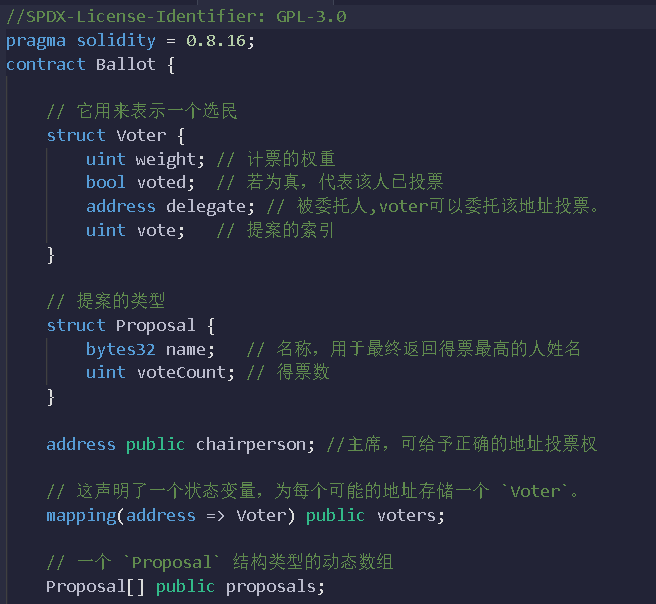 //SPDX-License-Identifier: GPL-3.0
pragma solidity = 0.8.16;
contract Ballot {
// 它用来表示一个选民
struct Voter {
uint weight; // 计票的权重
bool voted;  // 若为真，代表该人已投票
address delegate; // 被委托人,voter可以委托该地址投票。
uint vote;   // 提案的索引
}
// 提案的类型
struct Proposal {
bytes32 name;   // 名称，用于最终返回得票最高的人姓名
uint voteCount; // 得票数
}
address public chairperson; //主席，可给予正确的地址投票权
// 这声明了一个状态变量，为每个可能的地址存储一个 `Voter`。
mapping(address => Voter) public voters;
// 一个 `Proposal` 结构类型的动态数组
Proposal[] public proposals;